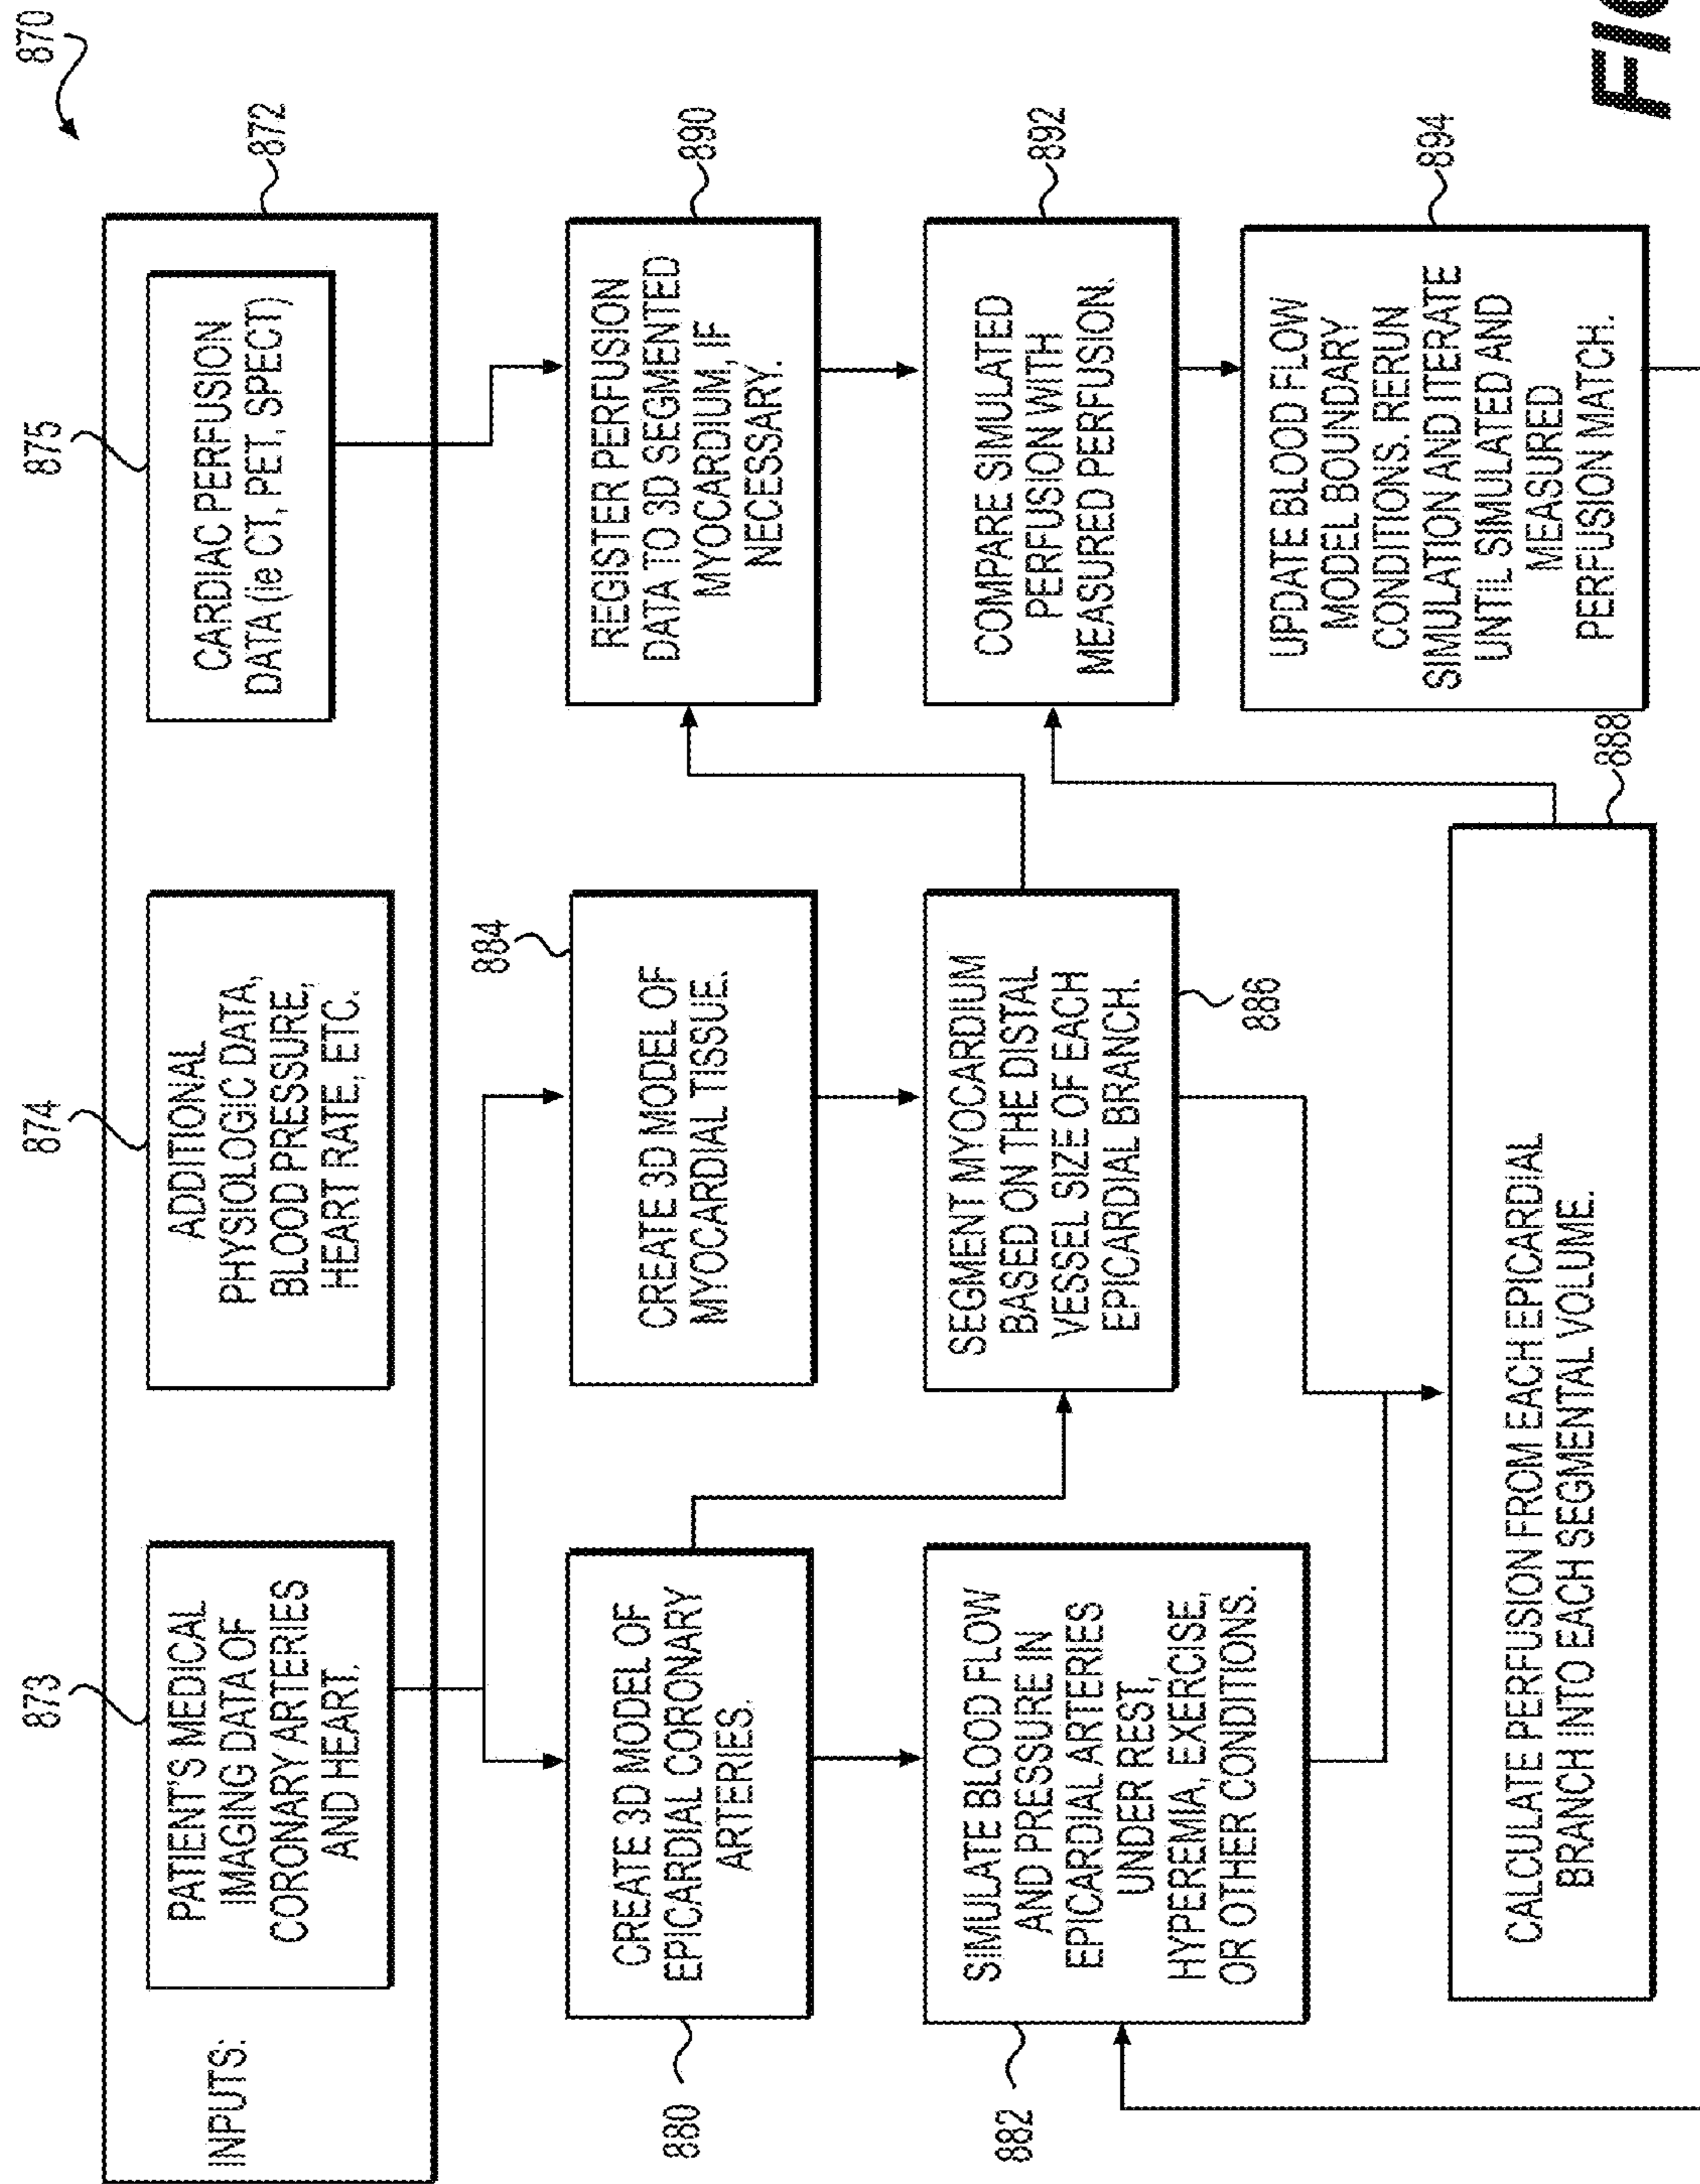 870
872
INPUTS:
873
PATIENT'S MEDICAL
IMAGING DATA OF
CORONARY ARTERIES
AND HEART.
874
ADDITIONAL
PHYSIOLOGIC DATA,
BLOOD PRESSURE,
HEART RATE, ETC.
875
CARDIAC PERFUSION
DATA (ie CT, PET, SPECT)
880
CREATE 3D MODEL OF
EPICARDIAL CORONARY
ARTERIES.
884
CREATE 3D MODEL OF
MYOCARDIAL TISSUE.
890
REGISTER PERFUSION
DATA TO 3D SEGMENTED
MYOCARDIUM, IF
NECESSARY.
882
SIMULATE BLOOD FLOW
AND PRESSURE IN
EPICARDIAL ARTERIES
UNDER REST,
HYPEREMIA, EXERCISE,
OR OTHER CONDITIONS.
SEGMENT MYOCARDIUM
BASED ON THE DISTAL
VESSEL SIZE OF EACH
EPICARDIAL BRANCH.
886
892
COMPARE SIMULATED
PERFUSION WITH
MEASURED PERFUSION.
894
UPDATE BLOOD FLOW
MODEL BOUNDARY
CONDITIONS. RERUN
SIMULATION AND ITERATE
UNTIL SIMULATED AND
MEASURED
PERFUSION MATCH.
888
CALCULATE PERFUSION FROM EACH EPICARDIAL
BRANCH INTO EACH SEGMENTAL VOLUME.